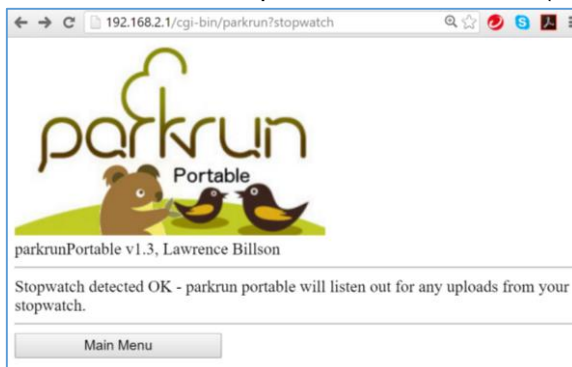 192.168.2.1/cgi-bin/parkrun?stopwatch
parkrun
Portable
parkrunPortable v1.3, Lawrence Billson
Stopwatch detected OK - parkrun portable will listen out for any uploads from your
stopwatch.
Main Menu